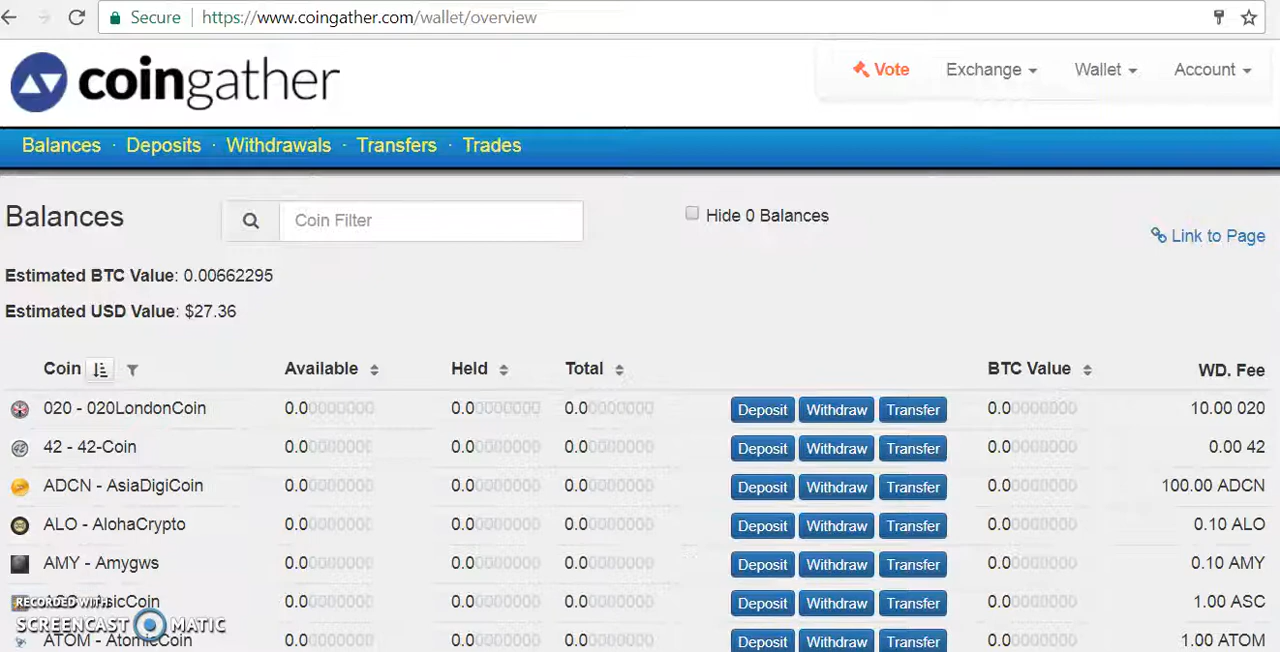 Secure https://www.coingather.com/wallet/overview
coingather
Vote Exchange Wallet Account
Balances · Deposits · Withdrawals · Transfers · Trades
Balances Coin Filter Hide 0 Balances
Link to Page
Estimated BTC Value: 0.00662295
Estimated USD Value: $27.36
Coin Available Held Total BTC Value WD. Fee
020 - 020LondonCoin 0.00000000 0.00000000 0.00000000 Deposit Withdraw Transfer 0.00000000 10.00 020
42 - 42-Coin 0.00000000 0.00000000 0.00000000 Deposit Withdraw Transfer 0.00000000 0.00 42
ADCN - AsiaDigiCoin 0.00000000 0.00000000 0.00000000 Deposit Withdraw Transfer 0.00000000 100.00 ADCN
ALO - AlohaCrypto 0.00000000 0.00000000 0.00000000 Deposit Withdraw Transfer 0.00000000 0.10 ALO
AMY - Amygws 0.00000000 0.00000000 0.00000000 Deposit Withdraw Transfer 0.00000000 0.10 AMY
0.00000000 0.00000000 0.00000000 Deposit Withdraw Transfer 0.00000000 1.00 ASC
RECORDED WITH
SCREENCAST MATIC
ATOM - AtomicCoin 0.00000000 0.00000000 0.00000000 Deposit Withdraw Transfer 0.00000000 1.00 ATOM